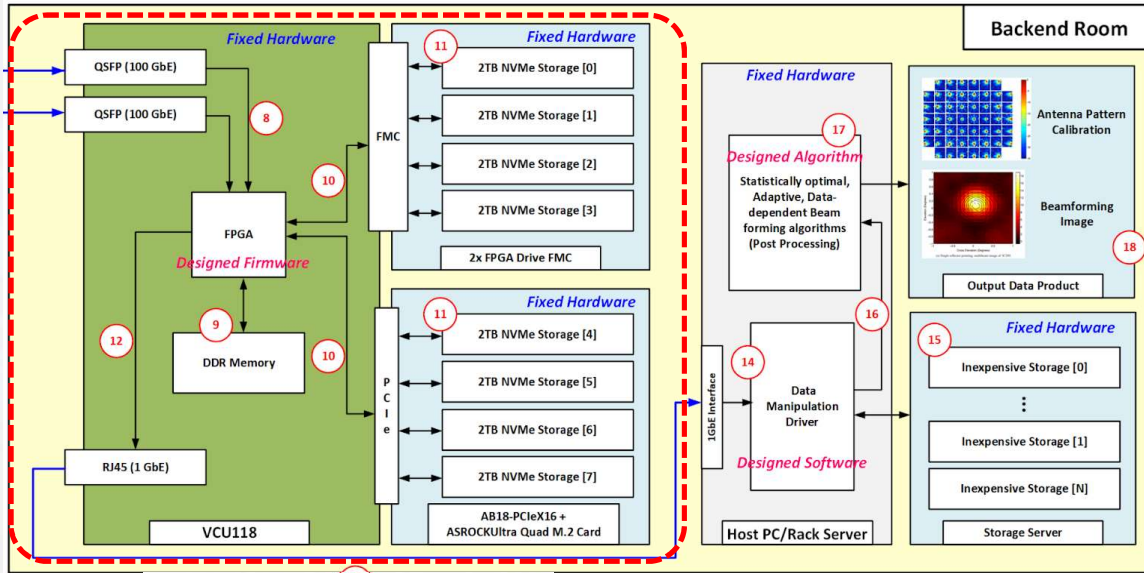 Backend Room
Fixed Hardware
QSFP (100 GbE)
QSFP (100 GbE)
8
10
FPGA
Designed Firmware
9
12
10
DDR Memory
RJ45 (1 GbE)
VCU118
FMC
Fixed Hardware
11
2TB NVMe Storage [0]
2TB NVMe Storage [1]
2TB NVMe Storage [2]
2TB NVMe Storage [3]
2x FPGA Drive FMC
PCIe
Fixed Hardware
11
2TB NVMe Storage [4]
2TB NVMe Storage [5]
2TB NVMe Storage [6]
2TB NVMe Storage [7]
AB18-PCIeX16 +
ASROCKUltra Quad M.2 Card
Fixed Hardware
17
Designed Algorithm
Statistically optimal,
Adaptive, Data-
dependent Beam
forming algorithms
(Post Processing)
16
14
1GbE Interface
Data
Manipulation
Driver
Designed Software
Host PC/Rack Server
Antenna Pattern
Calibration
Beamforming
Image
18
Output Data Product
Fixed Hardware
15
Inexpensive Storage [0]
⋮
Inexpensive Storage [1]
Inexpensive Storage [N]
Storage Server